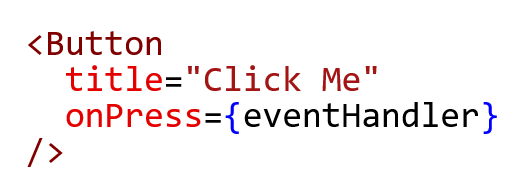 <Button
  title="Click Me"
  onPress={eventHandler}
/>